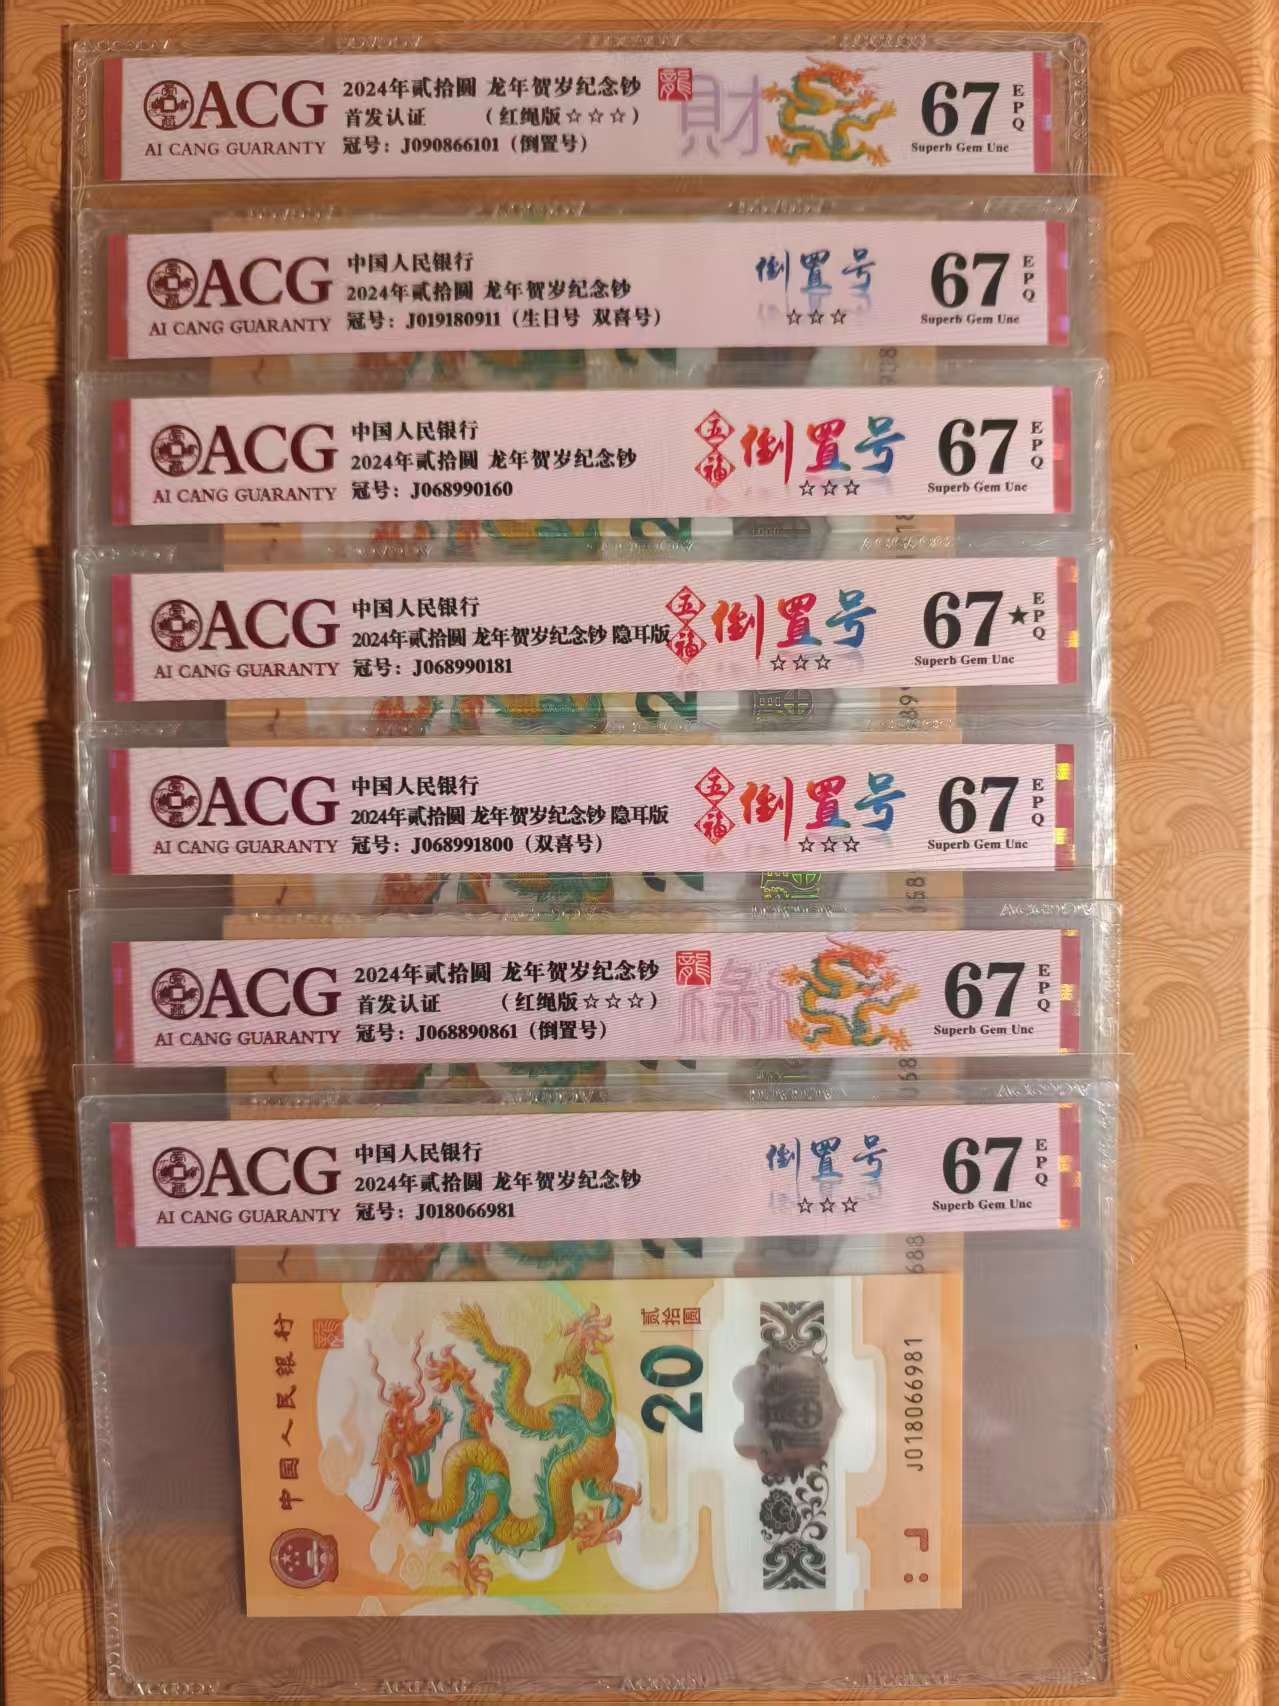 ACG
AI CANG GUARANTY
2024年贰拾圆 龙年贺岁纪念钞
首发认证 （红绳版☆☆☆）
冠号：J090866101（倒置号）
龍
財
67
EPQ
Superb Gem Unc
ACG
AI CANG GUARANTY
中国人民银行
2024年贰拾圆 龙年贺岁纪念钞
冠号：J019180911（生日号 双喜号）
倒置号
☆☆☆
67
EPQ
Superb Gem Unc
ACG
AI CANG GUARANTY
中国人民银行
2024年贰拾圆 龙年贺岁纪念钞
冠号：J068990160
五福
倒置号
☆☆☆
67
EPQ
Superb Gem Unc
ACG
AI CANG GUARANTY
中国人民银行
2024年贰拾圆 龙年贺岁纪念钞 隐耳版
冠号：J068990181
五福
倒置号
☆☆☆
67★
EPQ
Superb Gem Unc
ACG
AI CANG GUARANTY
中国人民银行
2024年贰拾圆 龙年贺岁纪念钞 隐耳版
冠号：J068991800（双喜号）
五福
倒置号
☆☆☆
67
EPQ
Superb Gem Unc
ACG
AI CANG GUARANTY
2024年贰拾圆 龙年贺岁纪念钞
首发认证 （红绳版☆☆☆）
冠号：J068890861（倒置号）
龍
67
EPQ
Superb Gem Unc
ACG
AI CANG GUARANTY
中国人民银行
2024年贰拾圆 龙年贺岁纪念钞
冠号：J018066981
倒置号
☆☆☆
67
EPQ
Superb Gem Unc
中国人民银行
贰拾圆
20
J018066981